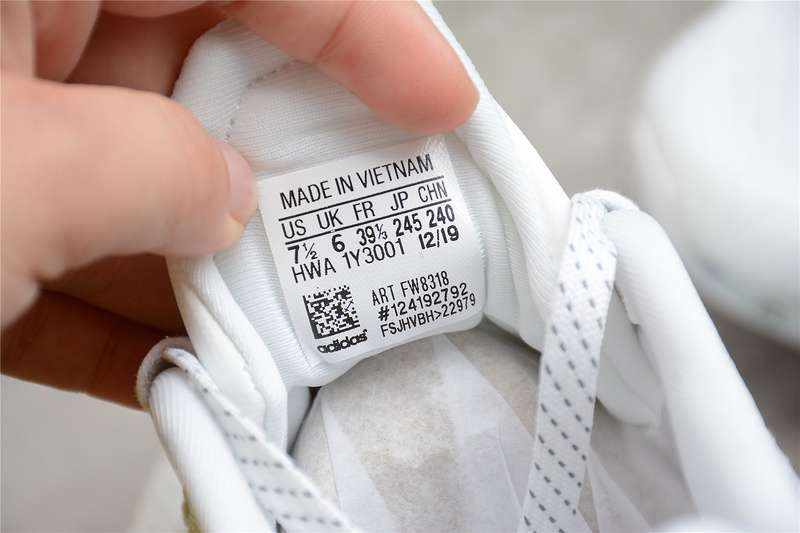 MADE IN VIETNAM
US UK FR JP CHN
7½ 6 39⅓ 245 240
HWA 1Y3001 12/19
ART FW8318
#124192792
FSJHVBH>22979
adidas®